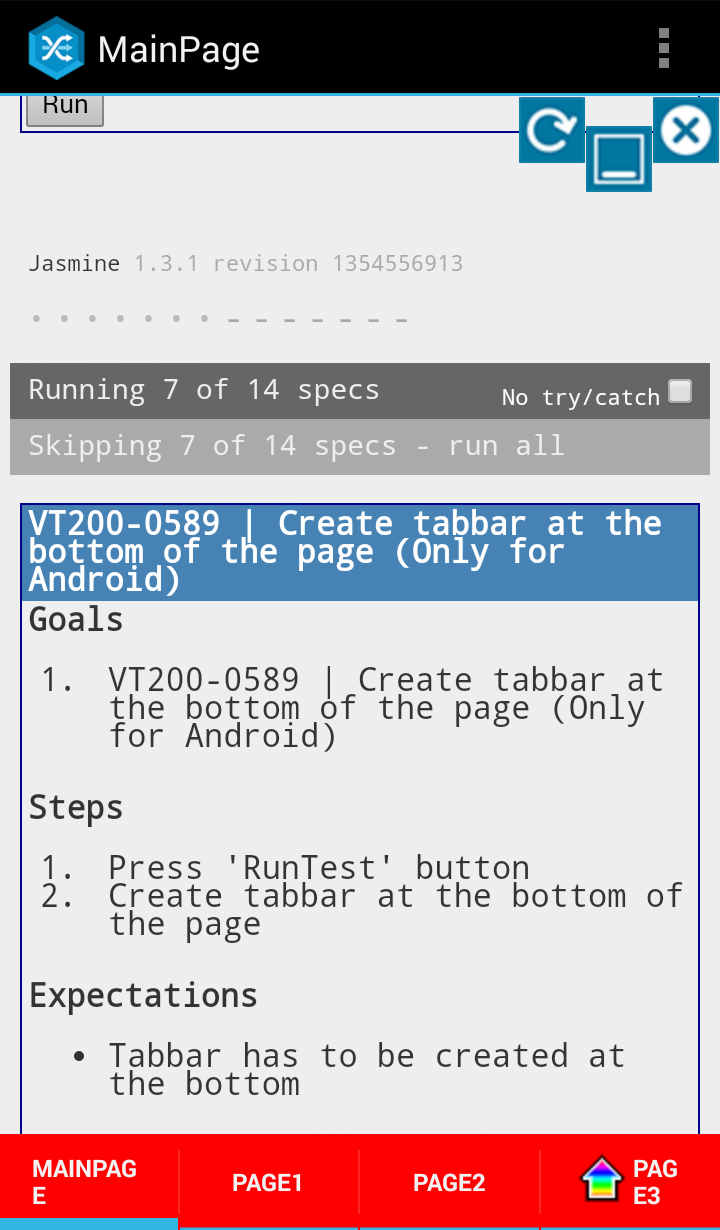 MainPage
Run
Jasmine 1.3.1 revision 1354556913
Running 7 of 14 specs No try/catch
Skipping 7 of 14 specs - run all
VT200-0589 | Create tabbar at the
bottom of the page (Only for
Android)
Goals
1. VT200-0589 | Create tabbar at
the bottom of the page (Only
for Android)
Steps
1. Press 'RunTest' button
2. Create tabbar at the bottom of
the page
Expectations
• Tabbar has to be created at
the bottom
MAINPAG
E
PAGE1
PAGE2
PAG
E3